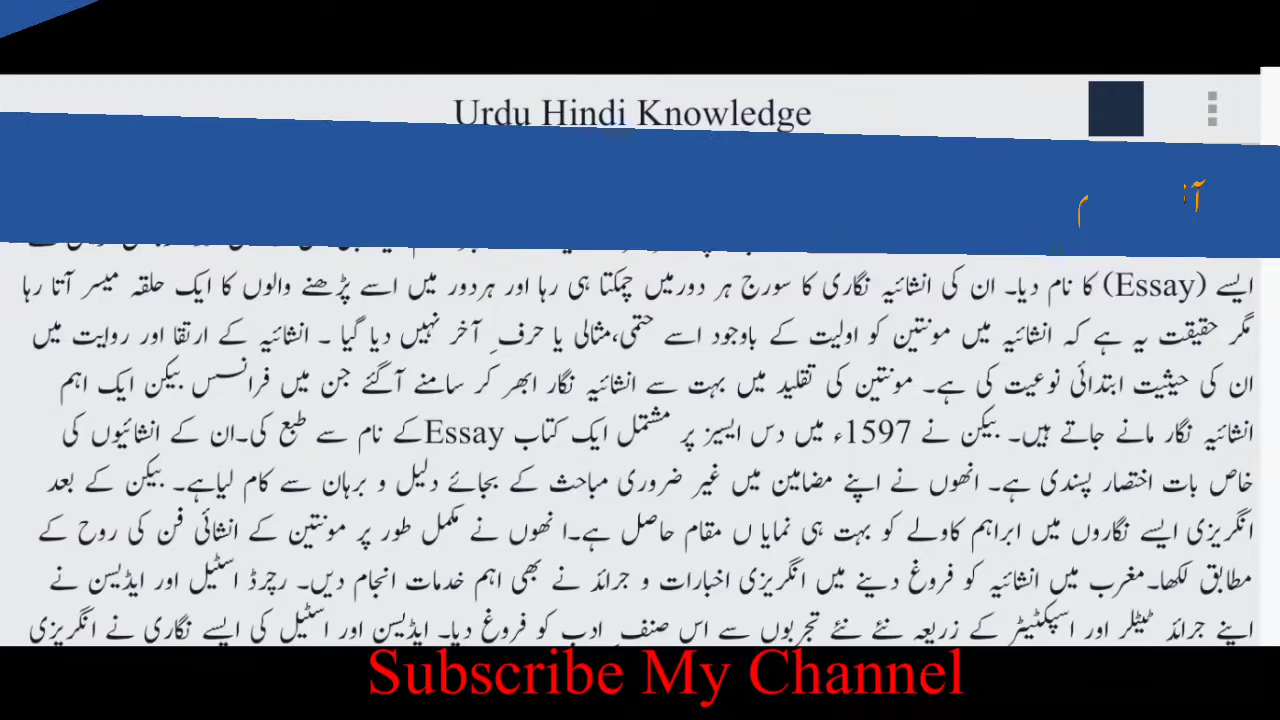 Urdu Hindi Knowledge
ایسے (Essay) کا نام دیا۔ ان کی انشائیہ نگاری کا سورج ہر دورمیں چمکتا ہی رہا اور ہردور میں اسے پڑھنے والوں کا ایک حلقہ میسر آتا رہا
مگر حقیقت یہ ہے کہ انشائیہ میں مونتین کو اولیت کے باوجود اسے حتمی،مثالی یا حرف ِ آخر نہیں دیا گیا ۔ انشائیہ کے ارتقا اور روایت میں
ان کی حیثیت ابتدائی نوعیت کی ہے۔ مونتین کی تقلید میں بہت سے انشائیہ نگار ابھر کر سامنے آگئے جن میں فرانسس بیکن ایک اہم
انشائیہ نگار مانے جاتے ہیں۔ بیکن نے 1597ء میں دس ایسیز پر مشتمل ایک کتاب Essayکے نام سے طبع کی۔ان کے انشائیوں کی
خاص بات اختصار پسندی ہے۔ انھوں نے اپنے مضامین میں غیر ضروری مباحث کے بجائے دلیل و برہان سے کام لیاہے۔ بیکن کے بعد
انگریزی ایسے نگاروں میں ابراہم کاولے کو بہت ہی نمایا ں مقام حاصل ہے۔ا نھوں نے مکمل طور پر مونتین کے انشائی فن کی روح کے
مطابق لکھا۔مغرب میں انشائیہ کو فروغ دینے میں انگریزی اخبارات و جرائد نے بھی اہم خدمات انجام دیں۔ رچرڈ اسٹیل اور ایڈیسن نے
اپنے جرائد ٹیٹلر اور اسپکٹیٹر کے زریعہ نئے نئے تجربوں سے اس صنف ِ ادب کو فروغ دیا۔ ایڈیسن اور اسٹیل کی ایسے نگاری نے انگریزی
Subscribe My Channel